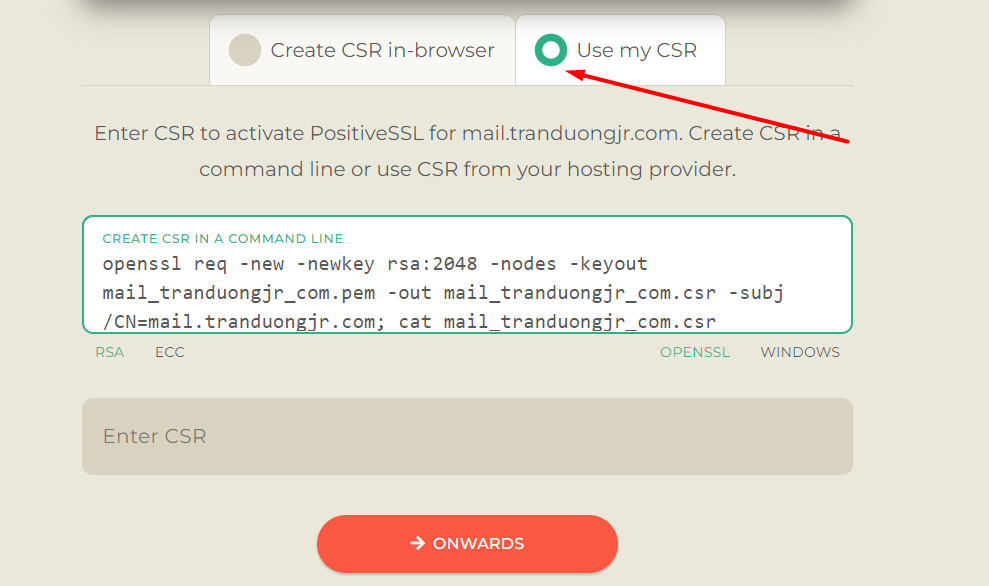 Create CSR in-browser
Use my CSR
Enter CSR to activate PositiveSSL for mail.tranduongjr.com. Create CSR in a
command line or use CSR from your hosting provider.
CREATE CSR IN A COMMAND LINE
openssl req -new -newkey rsa:2048 -nodes -keyout
mail_tranduongjr_com.pem -out mail_tranduongjr_com.csr -subj
/CN=mail.tranduongjr.com; cat mail_tranduongjr_com.csr
RSA ECC OPENSSL WINDOWS
Enter CSR
→ ONWARDS